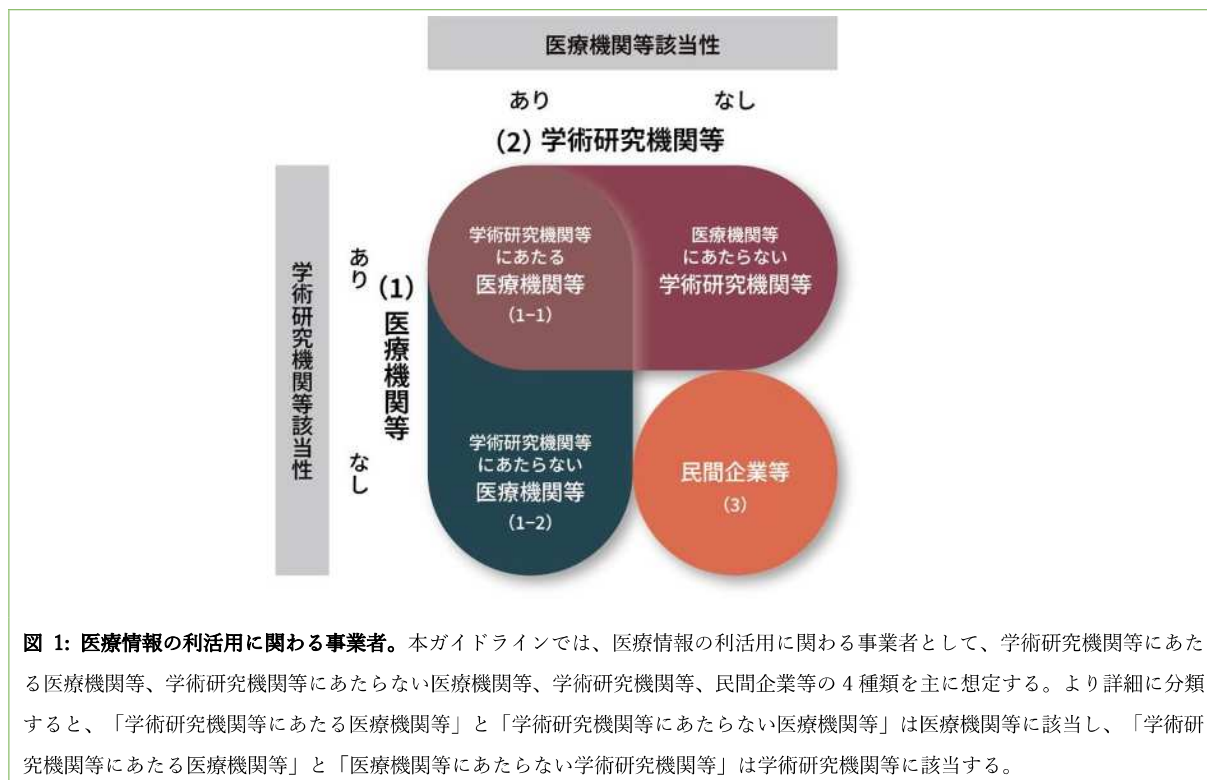 医療機関等該当性
あり
なし
(2) 学術研究機関等
学術研究機関等該当性
あり
なし
(1)
医療機関等
学術研究機関等
にあたる
医療機関等
(1-1)
医療機関等
にあたらない
学術研究機関等
学術研究機関等
にあたらない
医療機関等
(1-2)
民間企業等
(3)
図 1: 医療情報の利活用に関わる事業者。本ガイドラインでは、医療情報の利活用に関わる事業者として、学術研究機関等にあた
る医療機関等、学術研究機関等にあたらない医療機関等、学術研究機関等、民間企業等の 4 種類を主に想定する。より詳細に分類
すると、「学術研究機関等にあたる医療機関等」と「学術研究機関等にあたらない医療機関等」は医療機関等に該当し、「学術研
究機関等にあたる医療機関等」と「医療機関等にあたらない学術研究機関等」は学術研究機関等に該当する。